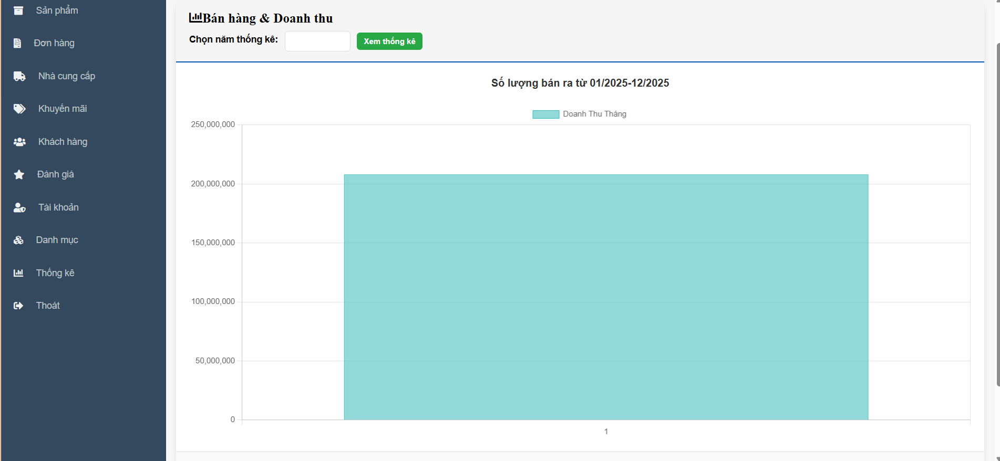 Sản phẩm
Đơn hàng
Nhà cung cấp
Khuyến mãi
Khách hàng
Đánh giá
Tài khoản
Danh mục
Thống kê
Thoát
Bán hàng & Doanh thu
Chọn năm thống kê:
Xem thống kê
Số lượng bán ra từ 01/2025-12/2025
Doanh Thu Tháng
250,000,000
200,000,000
150,000,000
100,000,000
50,000,000
0
1